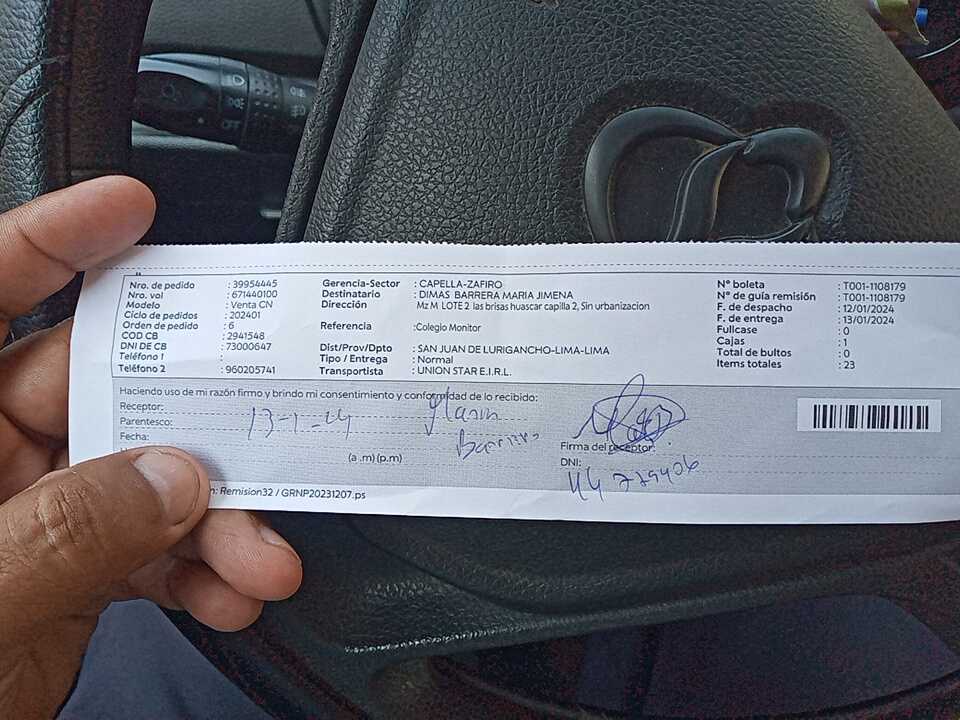 Nro. de pedido : 39954445
Nro. vol : 671440100
Modelo : Venta CN
Ciclo de pedidos : 202401
Orden de pedido : 6
COD CB : 2941548
DNI DE CB : 73000647
Teléfono 1 :
Teléfono 2 : 960205741
Gerencia-Sector : CAPELLA-ZAFIRO
Destinatario : DIMAS BARRERA MARIA JIMENA
Dirección : Mz M. LOTE 2 las brisas huascar capilla 2, Sin urbanizacion
Referencia :Colegio Monitor
Dist/Prov/Dpto : SAN JUAN DE LURIGANCHO-LIMA-LIMA
Tipo / Entrega : Normal
Transportista : UNION STAR E.I.R.L.
Nº boleta : T001-1108179
Nº de guía remisión : T001-1108179
F. de despacho : 12/01/2024
F. de entrega : 13/01/2024
Fullcase : 0
Cajas : 1
Total de bultos : 0
Items totales : 23
Haciendo uso de mi razón firmo y brindo mi consentimiento y conformidad de lo recibido:
Receptor:
Parentesco:
Fecha:
13-1-24
(a .m) (p.m)
Firma del receptor:
DNI:
44 729406
n: Remision32 / GRNP20231207.ps
OFF